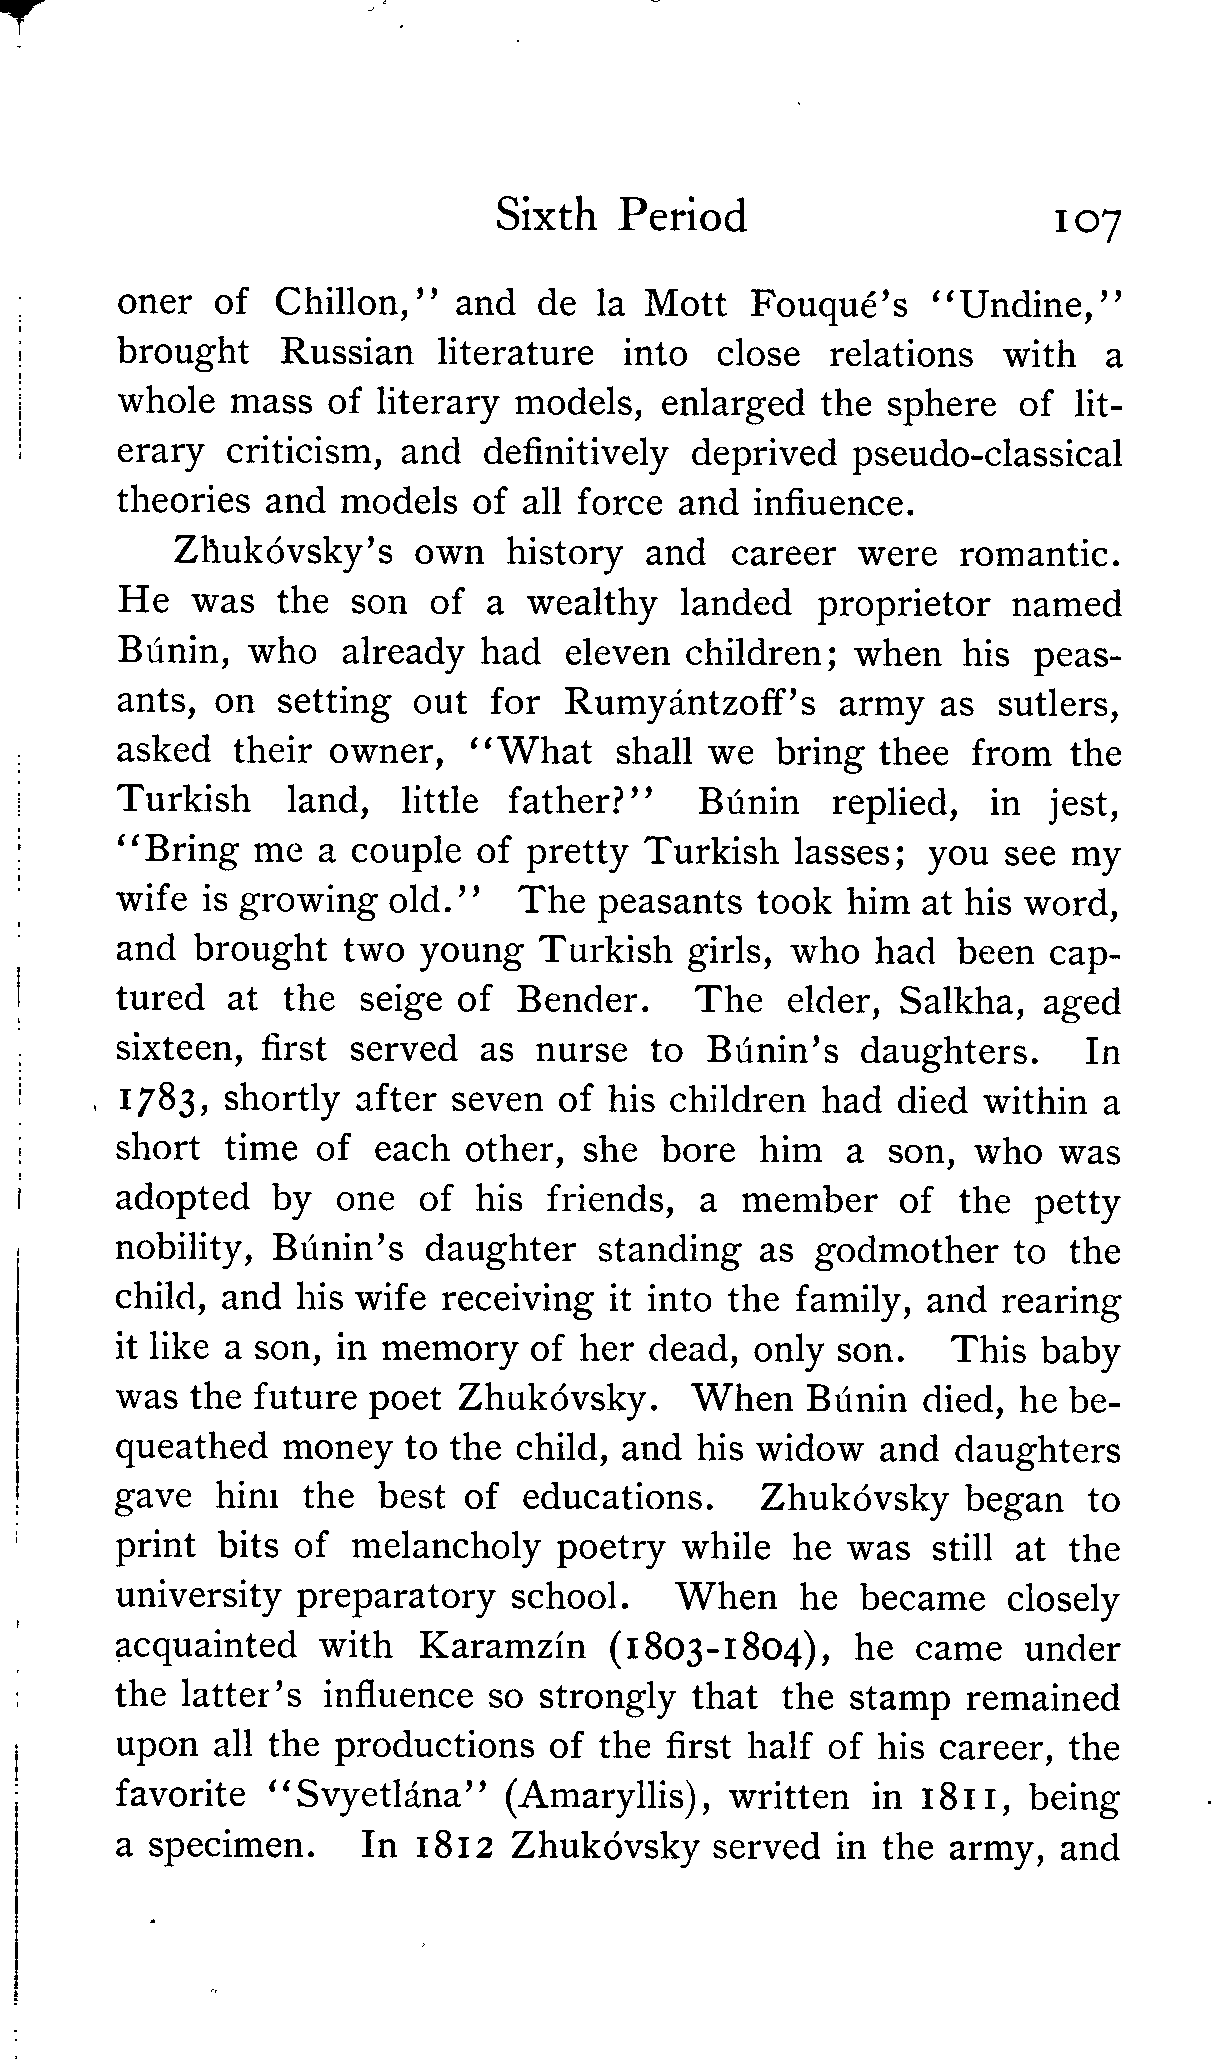 Sixth Period 107
oner of Chillon,'' and de la Mott Fouqué's ''Undine,''
brought Russian literature into close relations with a
whole mass of literary models, enlarged the sphere of lit-
erary criticism, and definitively deprived pseudo-classical
theories and models of all force and influence.
Zhukóvsky's own history and career were romantic.
He was the son of a wealthy landed proprietor named
Búnin, who already had eleven children; when his peas-
ants, on setting out for Rumyántzoff's army as sutlers,
asked their owner, ''What shall we bring thee from the
Turkish land, little father?'' Búnin replied, in jest,
''Bring me a couple of pretty Turkish lasses; you see my
wife is growing old.'' The peasants took him at his word,
and brought two young Turkish girls, who had been cap-
tured at the seige of Bender. The elder, Salkha, aged
sixteen, first served as nurse to Búnin's daughters. In
1783, shortly after seven of his children had died within a
short time of each other, she bore him a son, who was
adopted by one of his friends, a member of the petty
nobility, Búnin's daughter standing as godmother to the
child, and his wife receiving it into the family, and rearing
it like a son, in memory of her dead, only son. This baby
was the future poet Zhukóvsky. When Búnin died, he be-
queathed money to the child, and his widow and daughters
gave him the best of educations. Zhukóvsky began to
print bits of melancholy poetry while he was still at the
university preparatory school. When he became closely
acquainted with Karamzín (1803-1804), he came under
the latter's influence so strongly that the stamp remained
upon all the productions of the first half of his career, the
favorite ''Svyetlána'' (Amaryllis), written in 1811, being
a specimen. In 1812 Zhukóvsky served in the army, and